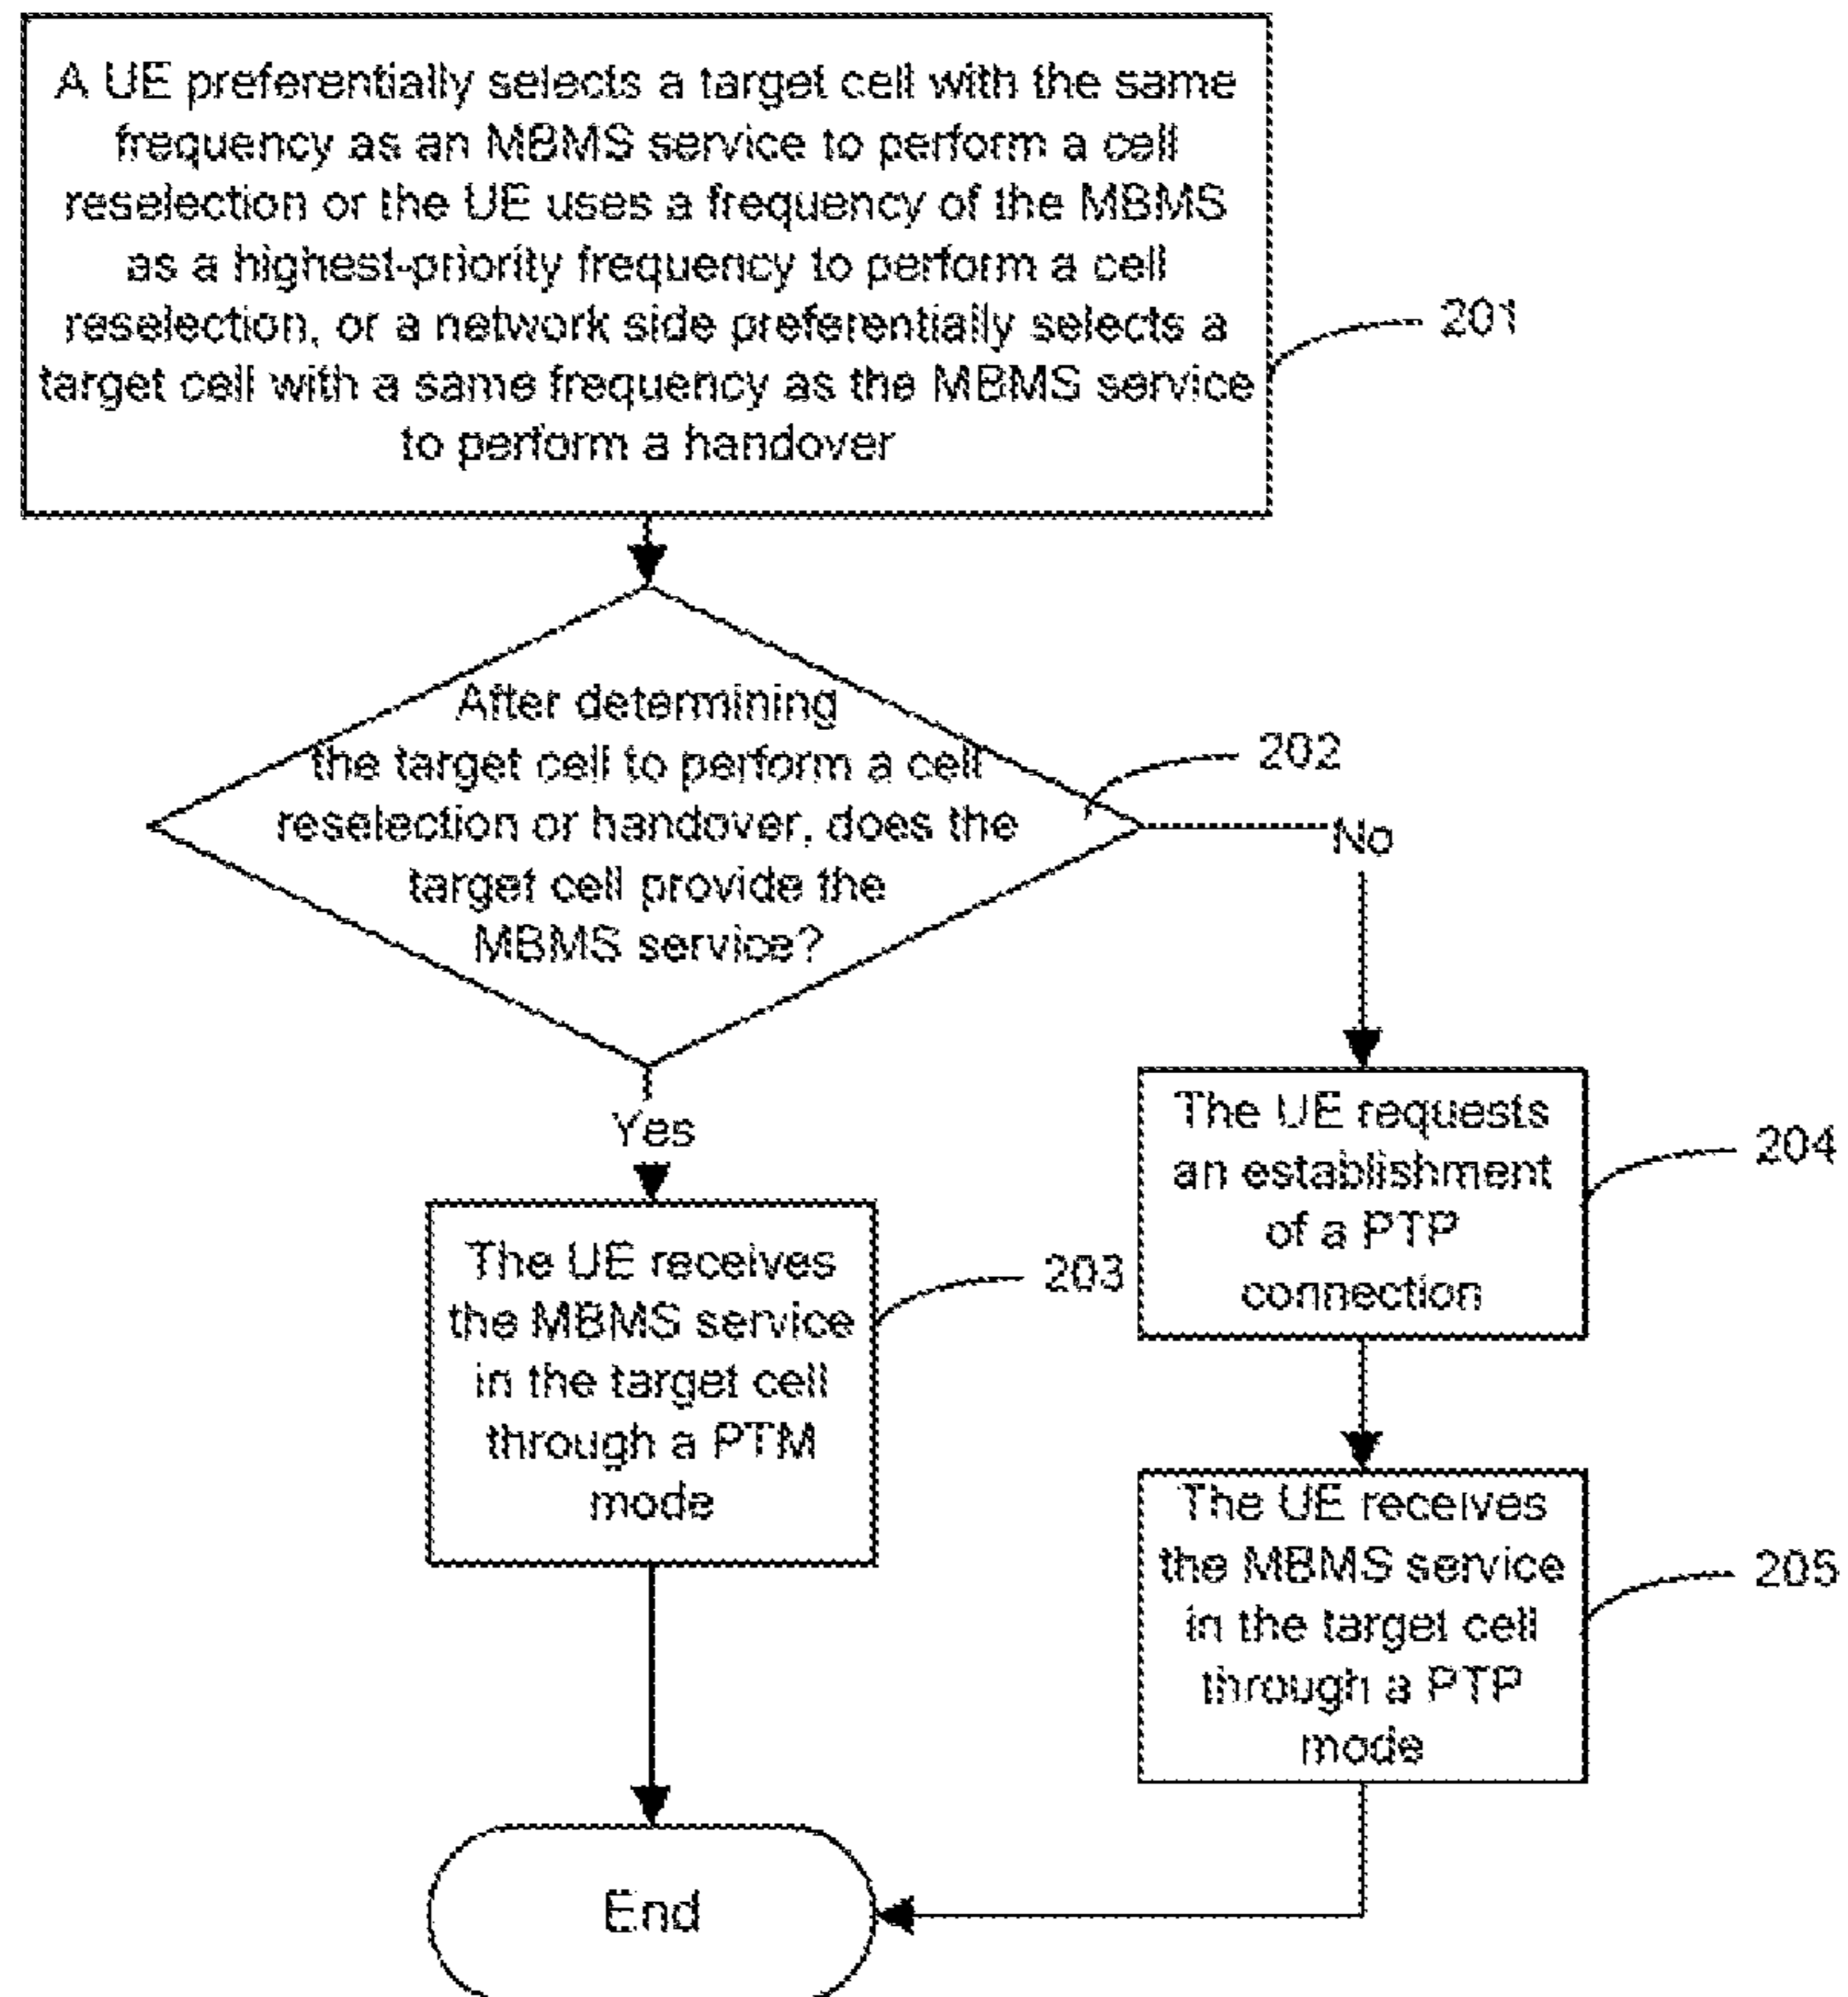 A UE preferentially selects a target cell with the same
frequency as an MBMS service to perform a cell
reselection or the UE uses a frequency of the MBMS
as a highest-priority frequency to perform a cell
reselection, or a network side preferentially selects a
target cell with a same frequency as the MBMS service
to perform a handover
201
After determining
the target cell to perform a cell
reselection or handover, does the
target cell provide the
MBMS service?
202
No
Yes
The UE receives
the MBMS service
in the target cell
through a PTM
mode
203
The UE requests
an establishment
of a PTP
connection
204
The UE receives
the MBMS service
in the target cell
through a PTP
mode
205
End